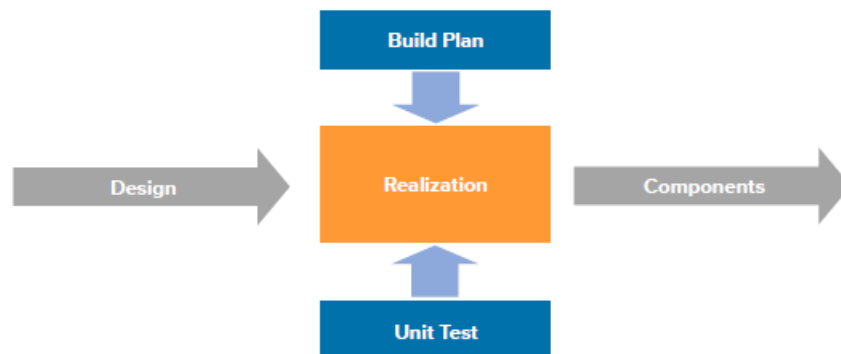 Build Plan
Design
Realization
Components
Unit Test